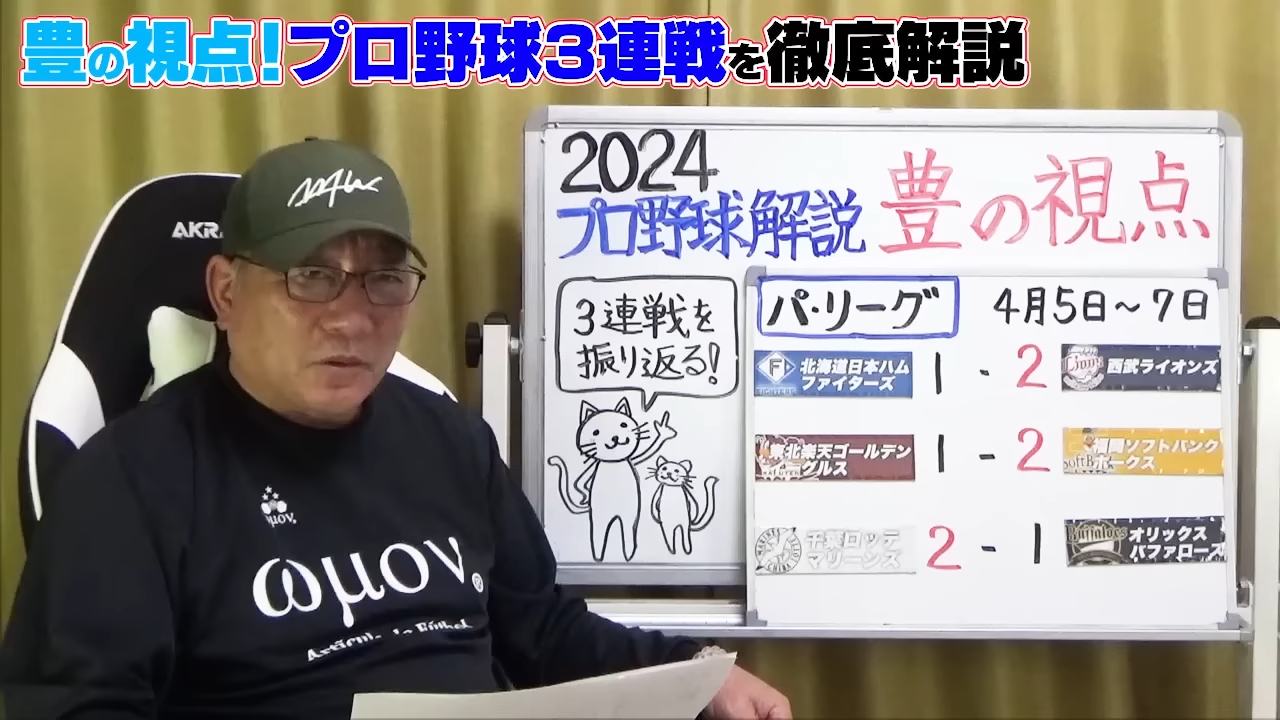 豊の視点!プロ野球3連戦を徹底解説
2024
プロ野球解説 豊の視点
3連戦を
振り返る!
パ・リーグ 4月5日~7日
北海道日本ハム
ファイターズ
FIGHTERS
1 - 2
Lions
西武ライオンズ
東北楽天ゴールデン
イーグルス
1 - 2
福岡ソフトバンク
ホークス
千葉ロッテ
マリーンズ
2 - 1
Buffaloes
オリックス
バファローズ
ωμον